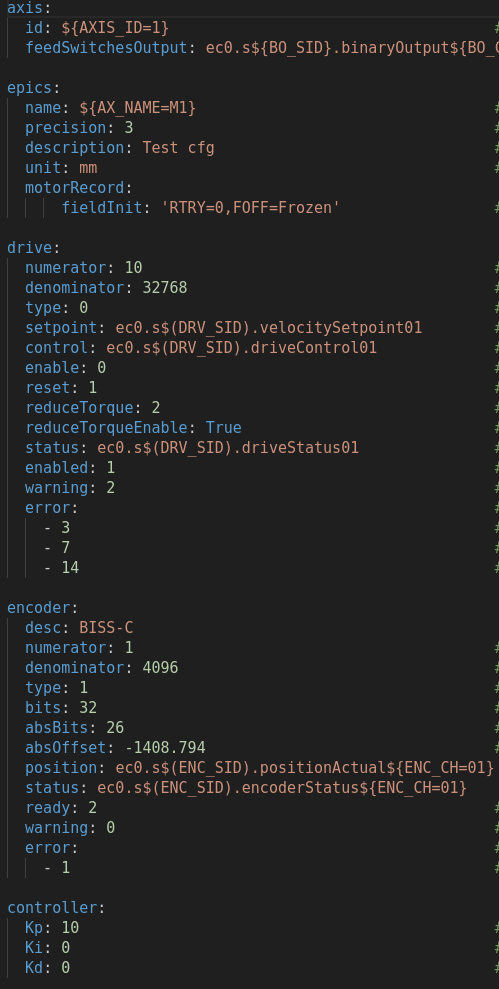 axis:
id: ${AXIS_ID=1} #
feedSwitchesOutput: ec0.s${BO_SID}.binaryOutput${BO_C
epics:
name: ${AX_NAME=M1} #
precision: 3 #
description: Test cfg #
unit: mm #
motorRecord:
fieldInit: 'RTRY=0,FOFF=Frozen' #
drive:
numerator: 10 #
denominator: 32768 #
type: 0 #
setpoint: ec0.s$(DRV_SID).velocitySetpoint01 #
control: ec0.s$(DRV_SID).driveControl01 #
enable: 0 #
reset: 1 #
reduceTorque: 2 #
reduceTorqueEnable: True #
status: ec0.s$(DRV_SID).driveStatus01 #
enabled: 1 #
warning: 2 #
error: #
- 3 #
- 7 #
- 14 #
encoder:
desc: BISS-C
numerator: 1 #
denominator: 4096 #
type: 1 #
bits: 32 #
absBits: 26 #
absOffset: -1408.794 #
position: ec0.s$(ENC_SID).positionActual${ENC_CH=01} #
status: ec0.s$(ENC_SID).encoderStatus${ENC_CH=01} #
ready: 2 #
warning: 0 #
error: #
- 1 #
controller:
Kp: 10 #
Ki: 0 #
Kd: 0 #